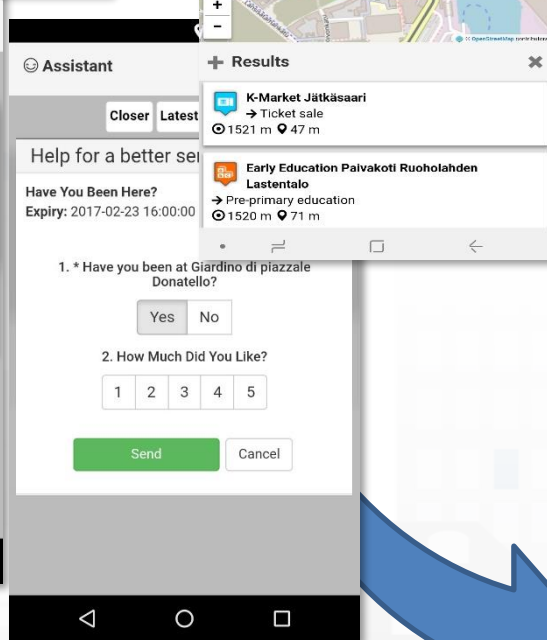 +
−
© OpenStreetMap contributors
Assistant
+ Results
×
Closer Latest
K-Market Jätkäsaari
→ Ticket sale
1521 m 47 m
Help for a better ser
Early Education Paivakoti Ruoholahden
Lastentalo
→ Pre-primary education
1520 m 71 m
Have You Been Here?
Expiry: 2017-02-23 16:00:00
1. * Have you been at Giardino di piazzale
Donatello?
Yes No
2. How Much Did You Like?
1 2 3 4 5
Send Cancel